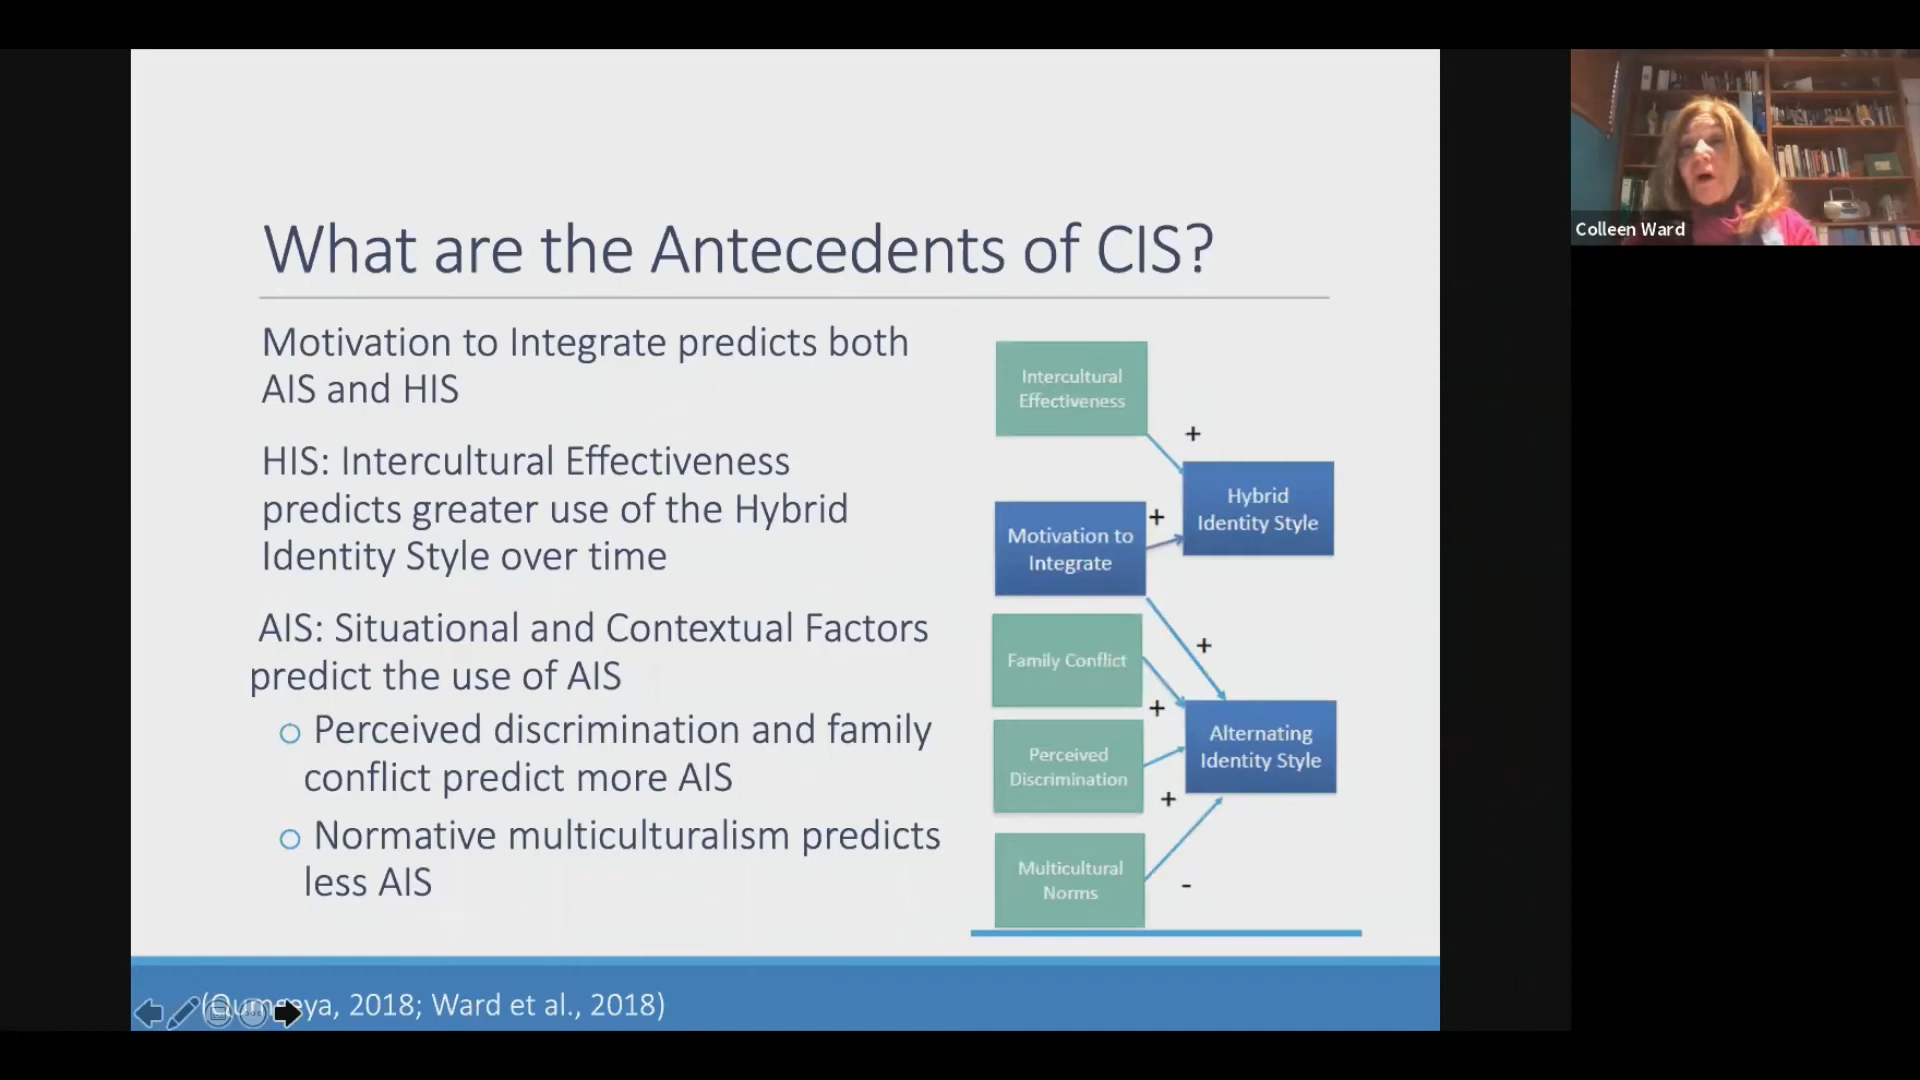 What are the Antecedents of CIS?
Motivation to Integrate predicts both
AIS and HIS
HIS: Intercultural Effectiveness
predicts greater use of the Hybrid
Identity Style over time
AIS: Situational and Contextual Factors
predict the use of AIS
Perceived discrimination and family
conflict predict more AIS
Normative multiculturalism predicts
less AIS
Intercultural
Effectiveness
+
Hybrid
Identity Style
Motivation to
Integrate
+
+
Family Conflict
+
Perceived
Discrimination
+
Alternating
Identity Style
Multicultural
Norms
-
2018; Ward et al., 2018)
Colleen Ward